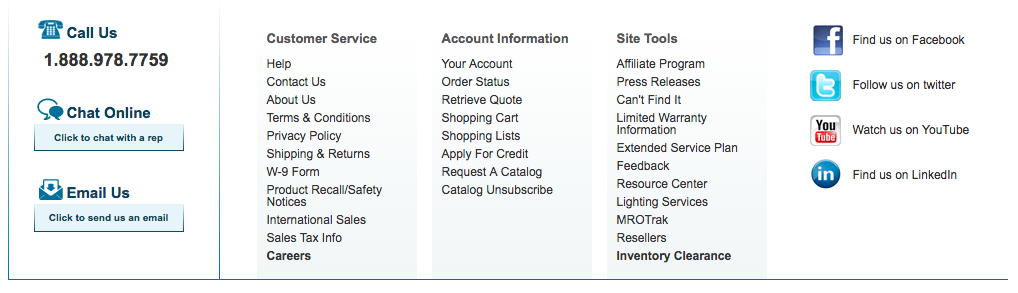 Call Us
1.888.978.7759
Chat Online
Click to chat with a rep
Email Us
Click to send us an email
Customer Service
Help
Contact Us
About Us
Terms & Conditions
Privacy Policy
Shipping & Returns
W-9 Form
Product Recall/Safety
Notices
International Sales
Sales Tax Info
Careers
Account Information
Your Account
Order Status
Retrieve Quote
Shopping Cart
Shopping Lists
Apply For Credit
Request A Catalog
Catalog Unsubscribe
Site Tools
Affiliate Program
Press Releases
Can't Find It
Limited Warranty
Information
Extended Service Plan
Feedback
Resource Center
Lighting Services
MROTrak
Resellers
Inventory Clearance
f
Find us on Facebook
t
Follow us on twitter
You
Tube
Watch us on YouTube
in
Find us on LinkedIn